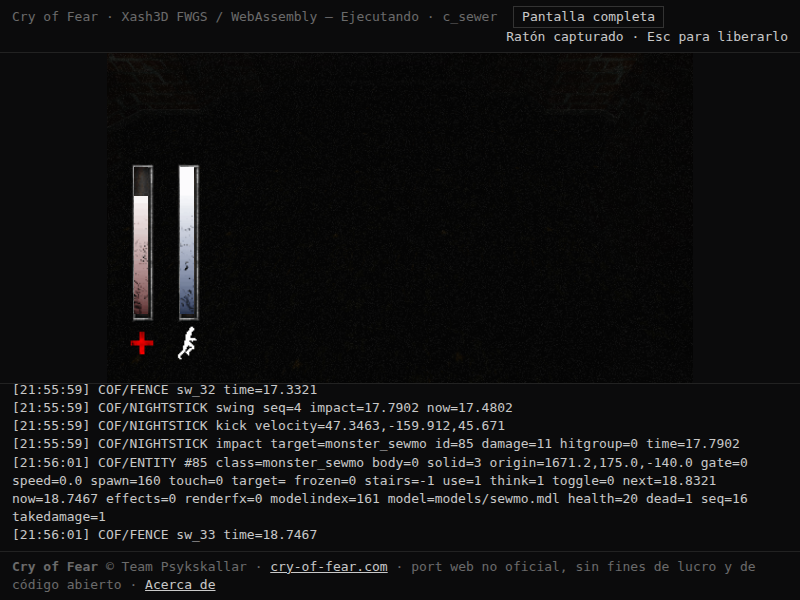 Cry of Fear · Xash3D FWGS / WebAssembly — Ejecutando · c_sewer Pantalla completa
Ratón capturado · Esc para liberarlo
[21:55:59] COF/FENCE sw_32 time=17.3321
[21:55:59] COF/NIGHTSTICK swing seq=4 impact=17.7902 now=17.4802
[21:55:59] COF/NIGHTSTICK kick velocity=47.3463,-159.912,45.671
[21:55:59] COF/NIGHTSTICK impact target=monster_sewmo id=85 damage=11 hitgroup=0 time=17.7902
[21:56:01] COF/ENTITY #85 class=monster_sewmo body=0 solid=3 origin=1671.2,175.0,-140.0 gate=0
speed=0.0 spawn=160 touch=0 target= frozen=0 stairs=-1 use=1 think=1 toggle=0 next=18.8321
now=18.7467 effects=0 renderfx=0 modelindex=161 model=models/sewmo.mdl health=20 dead=1 seq=16
takedamage=1
[21:56:01] COF/FENCE sw_33 time=18.7467
Cry of Fear © Team Psykskallar · cry-of-fear.com · port web no oficial, sin fines de lucro y de
código abierto · Acerca de